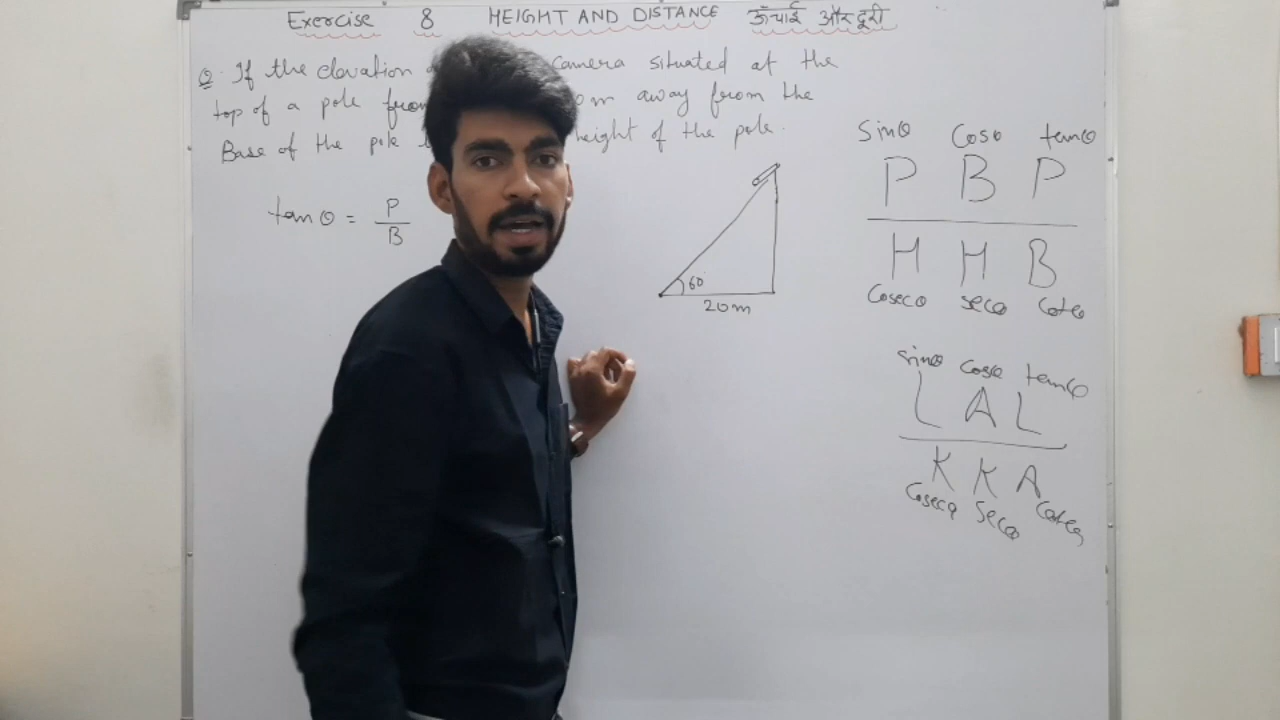 Exercise 8 HEIGHT AND DISTANCE ऊँचाई और दूरी
Q. If the elevation camera situated at the
top of a pole from 0m away from the
Base of the pole height of the pole.
tanθ = P/B
60°
20m
sinθ cosθ tanθ
P B P
H H B
Cosecθ secθ cotθ
sinθ cosθ tanθ
L A L
K K A
Cosecθ Secθ Cotθ